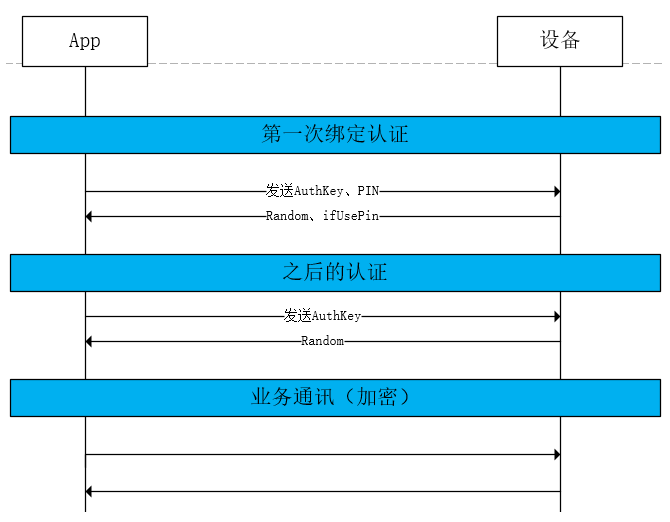 App
设备
第一次绑定认证
发送AuthKey、PIN
Random、ifUsePin
之后的认证
发送AuthKey
Random
业务通讯（加密）